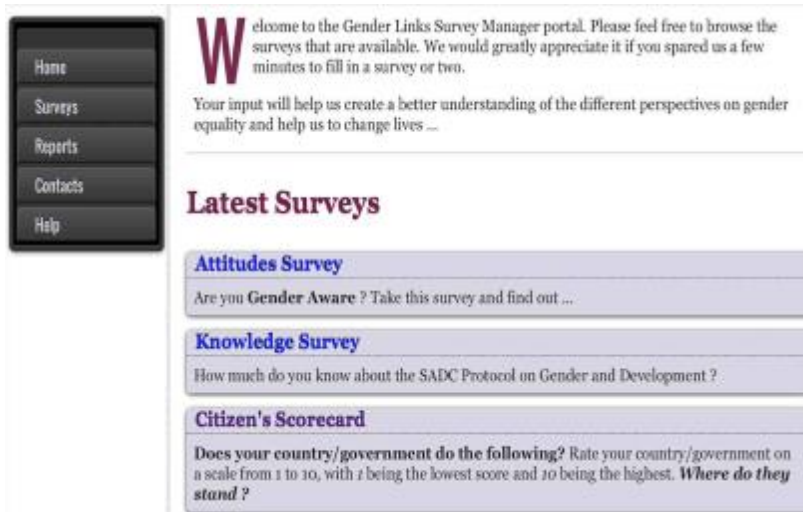 Home
Surveys
Reports
Contacts
Help
Welcome to the Gender Links Survey Manager portal. Please feel free to browse the
surveys that are available. We would greatly appreciate it if you spared us a few
minutes to fill in a survey or two.
Your input will help us create a better understanding of the different perspectives on gender
equality and help us to change lives ...
Latest Surveys
Attitudes Survey
Are you Gender Aware ? Take this survey and find out ...
Knowledge Survey
How much do you know about the SADC Protocol on Gender and Development ?
Citizen's Scorecard
Does your country/government do the following? Rate your country/government on
a scale from 1 to 10, with 1 being the lowest score and 10 being the highest. Where do they
stand ?